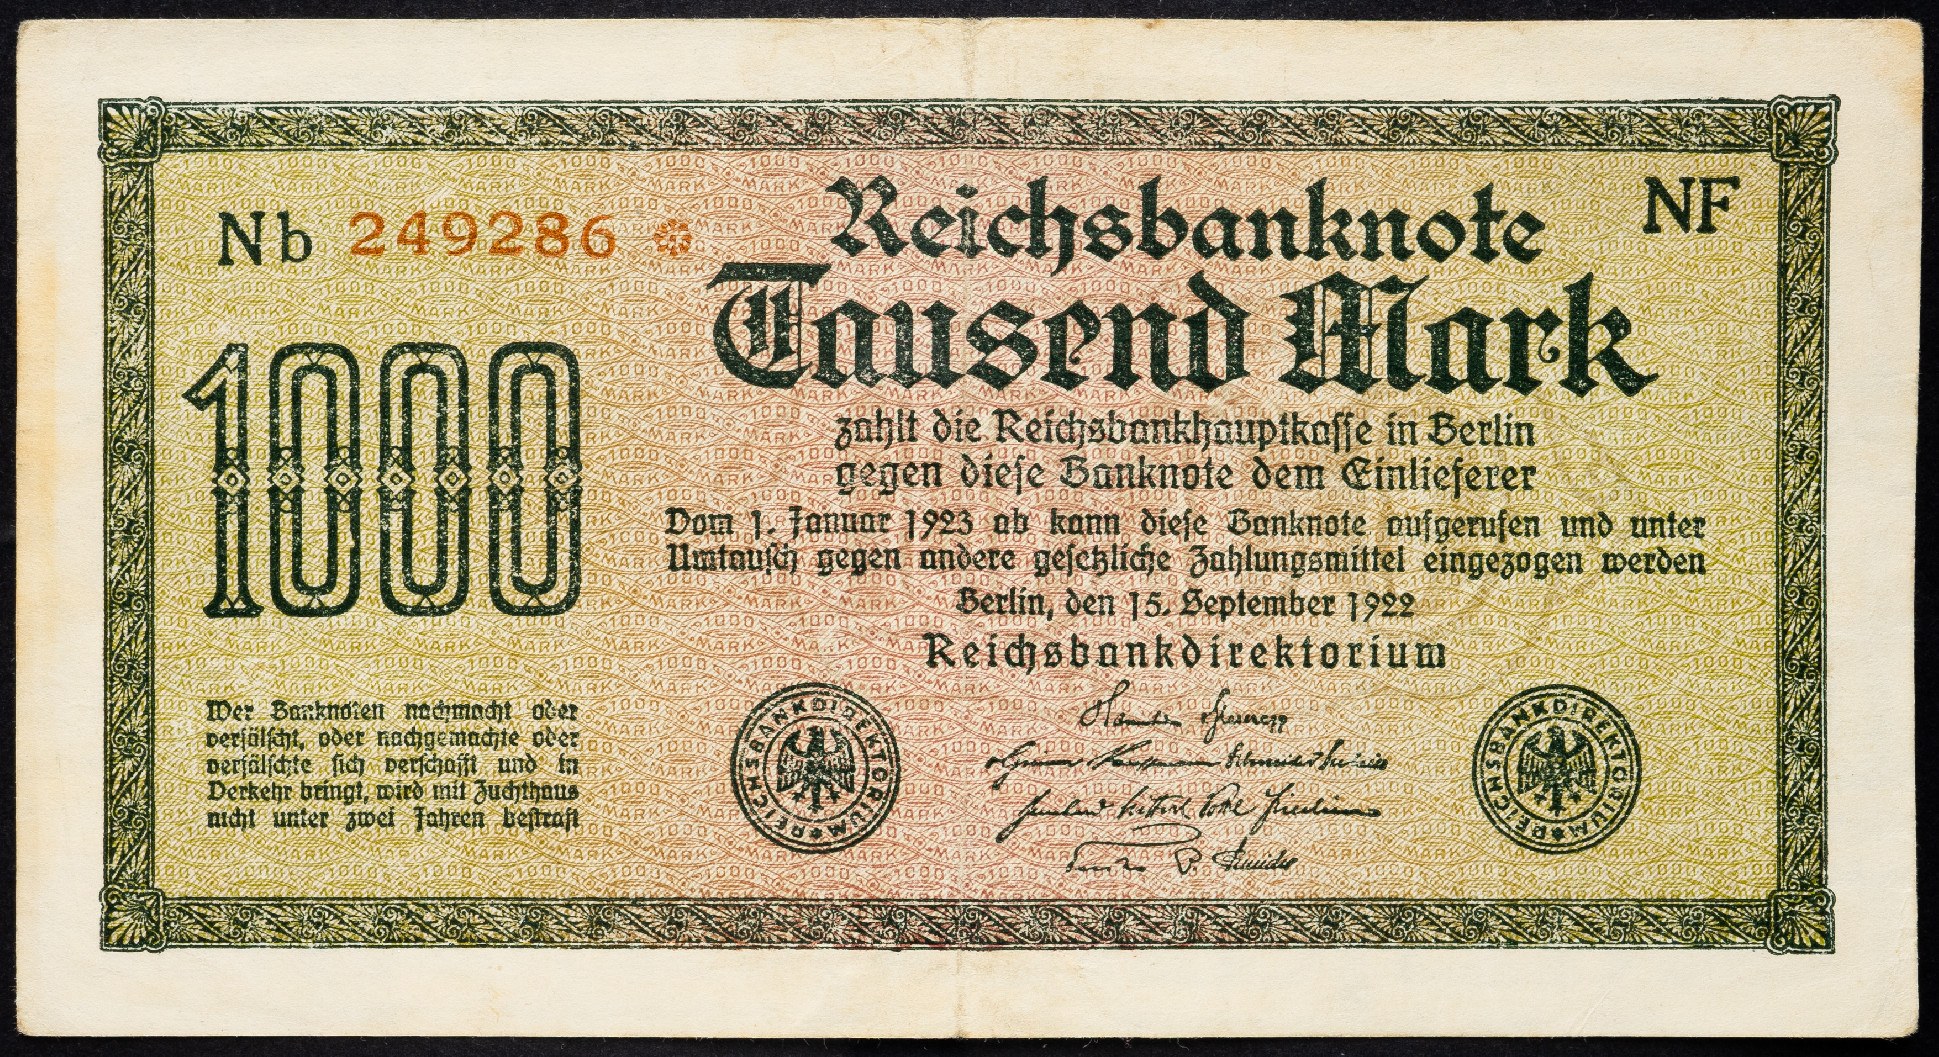 Nb 249286
Reichsbanknote
NF
Tausend Mark
1000
zahlt die Reichsbankhauptkasse in Berlin
gegen diese Banknote dem Einlieferer
Vom 1. Januar 1923 ab kann diese Banknote aufgerufen und unter
Umtausch gegen andere gesetzliche Zahlungsmittel eingezogen werden
Berlin, den 15. September 1922
Reichsbankdirektorium
Wer Banknoten nachmacht oder
verfälscht, oder nachgemachte oder
verfälschte sich verschafft und in
Verkehr bringt, wird mit Zuchthaus
nicht unter zwei Jahren bestraft
REICHSBANKDIREKTORIUM
REICHSBANKDIREKTORIUM